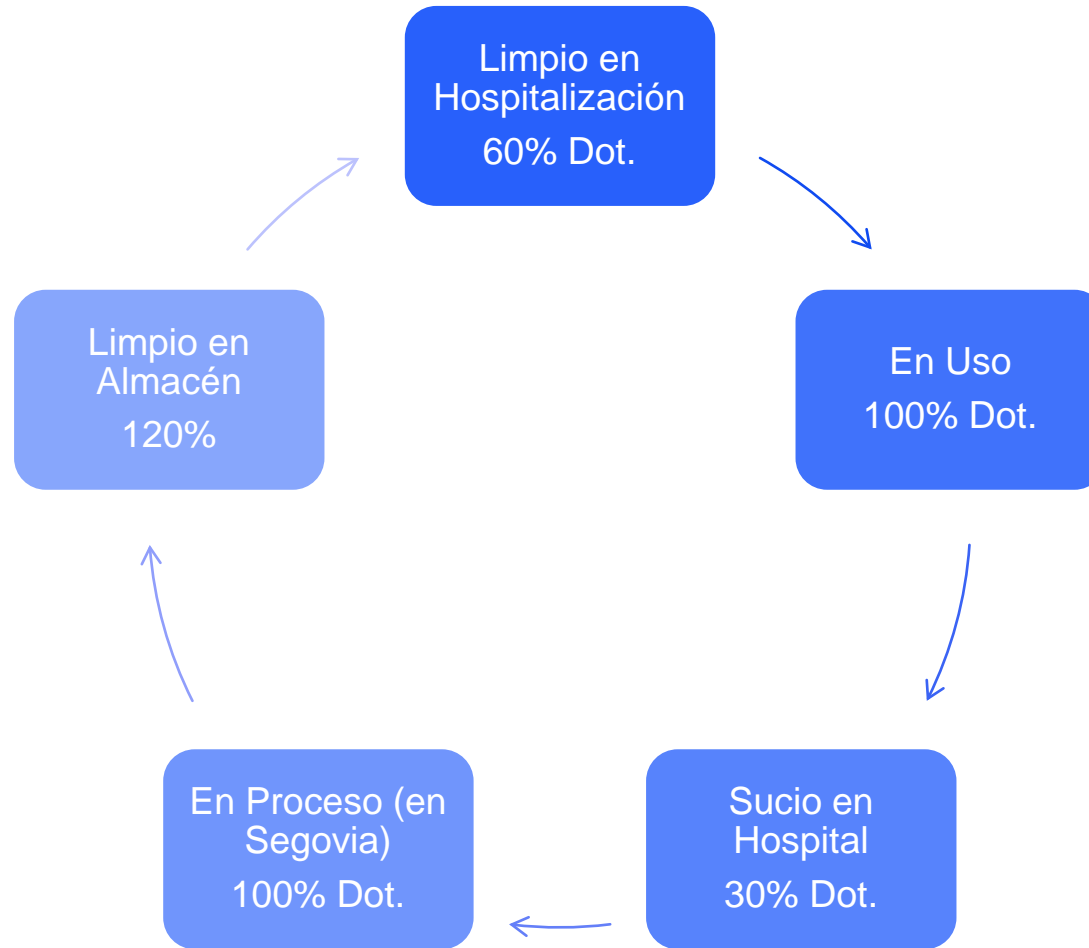 Limpio en
Hospitalización
60% Dot.
En Uso
100% Dot.
Sucio en
Hospital
30% Dot.
En Proceso (en
Segovia)
100% Dot.
Limpio en
Almacén
120%